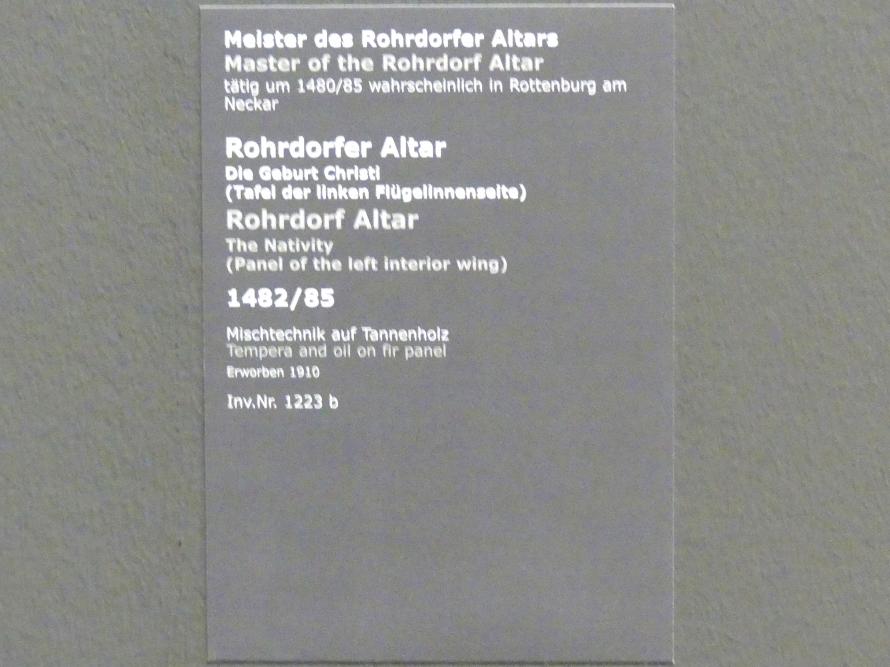 Meister des Rohrdorfer Altars
Master of the Rohrdorf Altar
tätig um 1480/85 wahrscheinlich in Rottenburg am
Neckar
Rohrdorfer Altar
Die Geburt Christi
(Tafel der linken Flügelinnenseite)
Rohrdorf Altar
The Nativity
(Panel of the left interior wing)
1482/85
Mischtechnik auf Tannenholz
Tempera and oil on fir panel
Erworben 1910
Inv.Nr. 1223 b